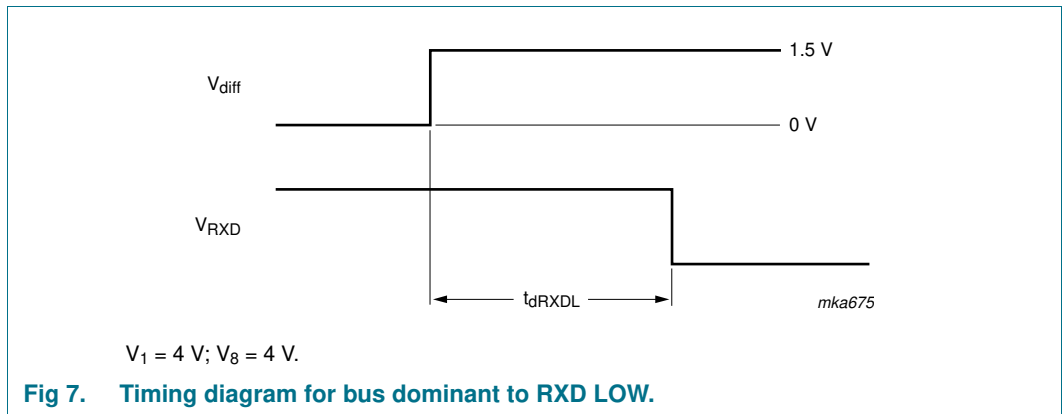 1.5 V
Vdiff
0 V
VRXD
tdRXDL
mka675
V1 = 4 V; V8 = 4 V.
Fig 7. Timing diagram for bus dominant to RXD LOW.